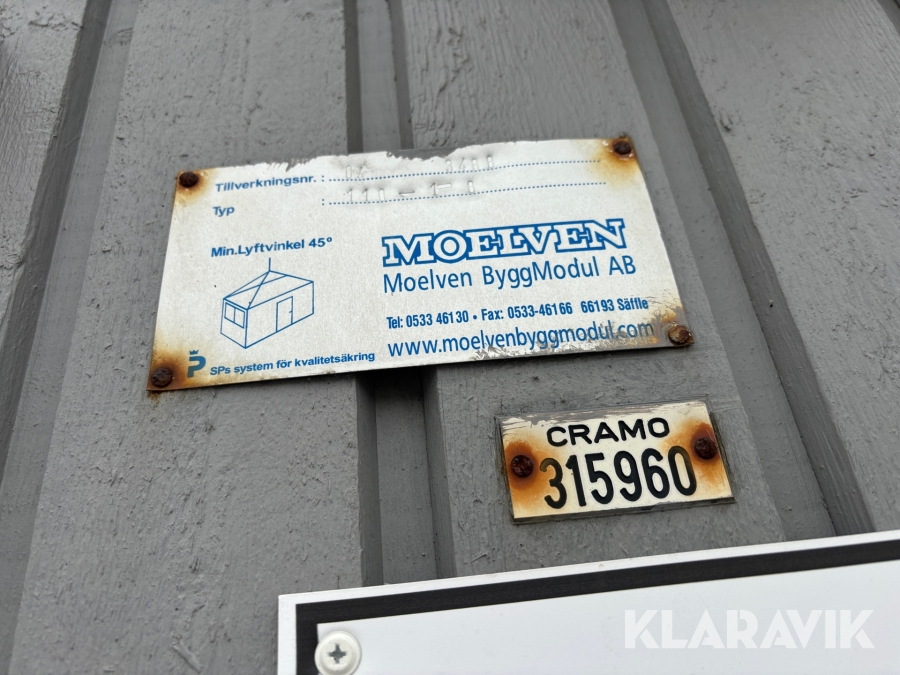 Tillverkningsnr. :
Typ :
Min.Lyftvinkel 45º
MOELVEN
Moelven ByggModul AB
Tel: 0533 46130 • Fax: 0533-46166 66193 Säffle
www.moelvenbyggmodul.com
P SPs system för kvalitetsäkring
CRAMO
315960
KLARAVIK